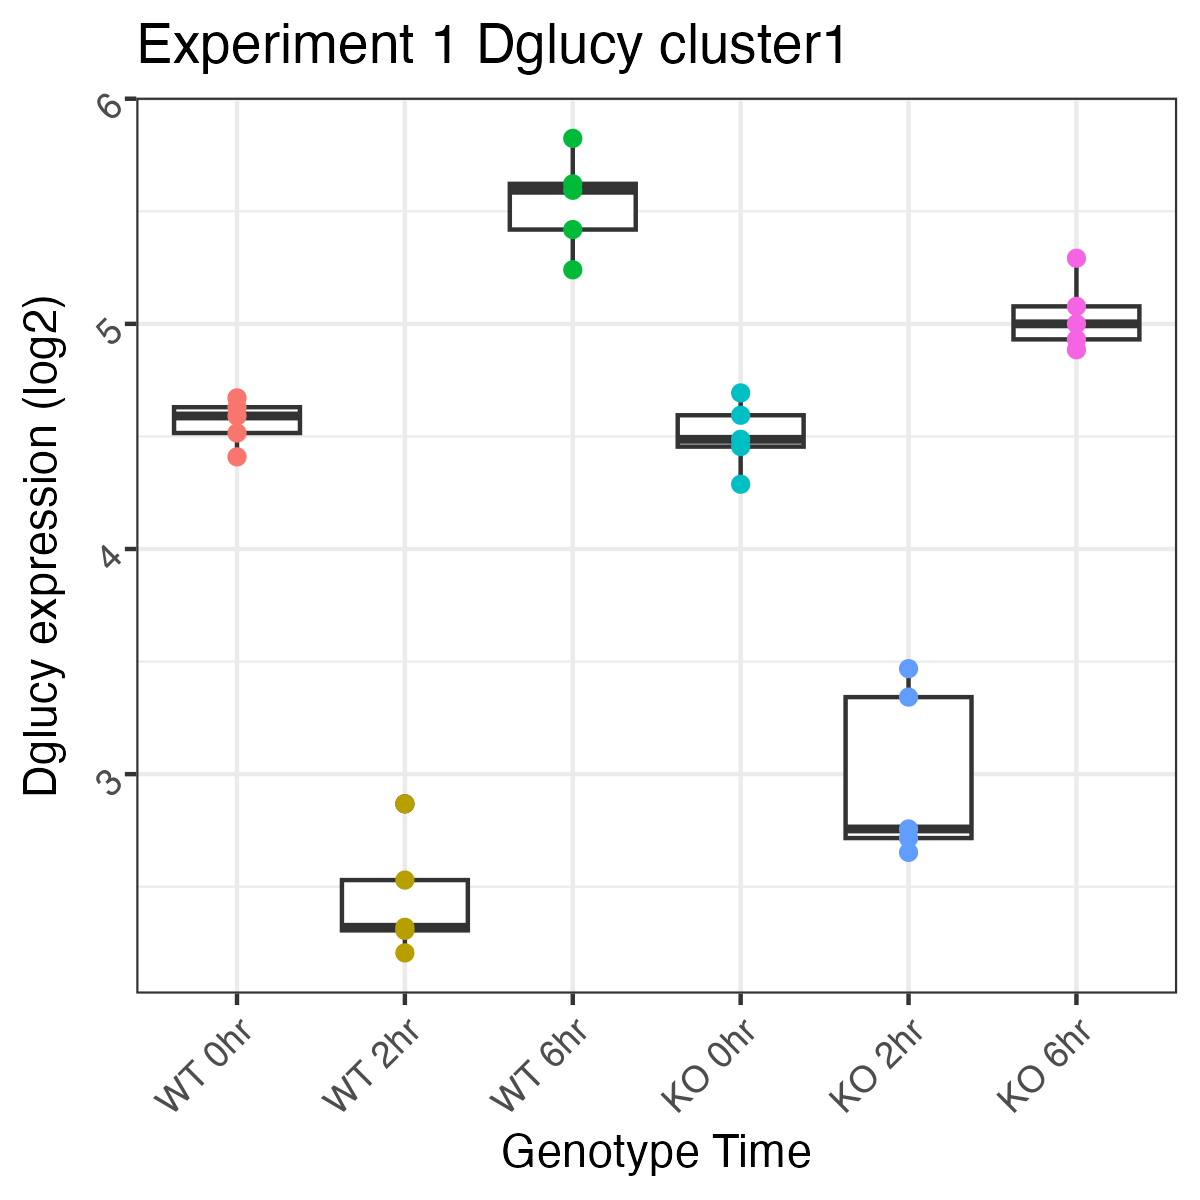 Experiment 1 Dglucy cluster1
Dglucy expression (log2)
6
5
4
3
WT 0hr
WT 2hr
WT 6hr
KO 0hr
KO 2hr
KO 6hr
Genotype Time